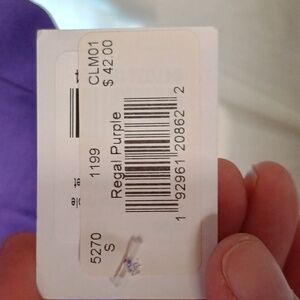 5270 1199 CLM01
S $ 42.00
Regal Purple
1 92961 20862 2